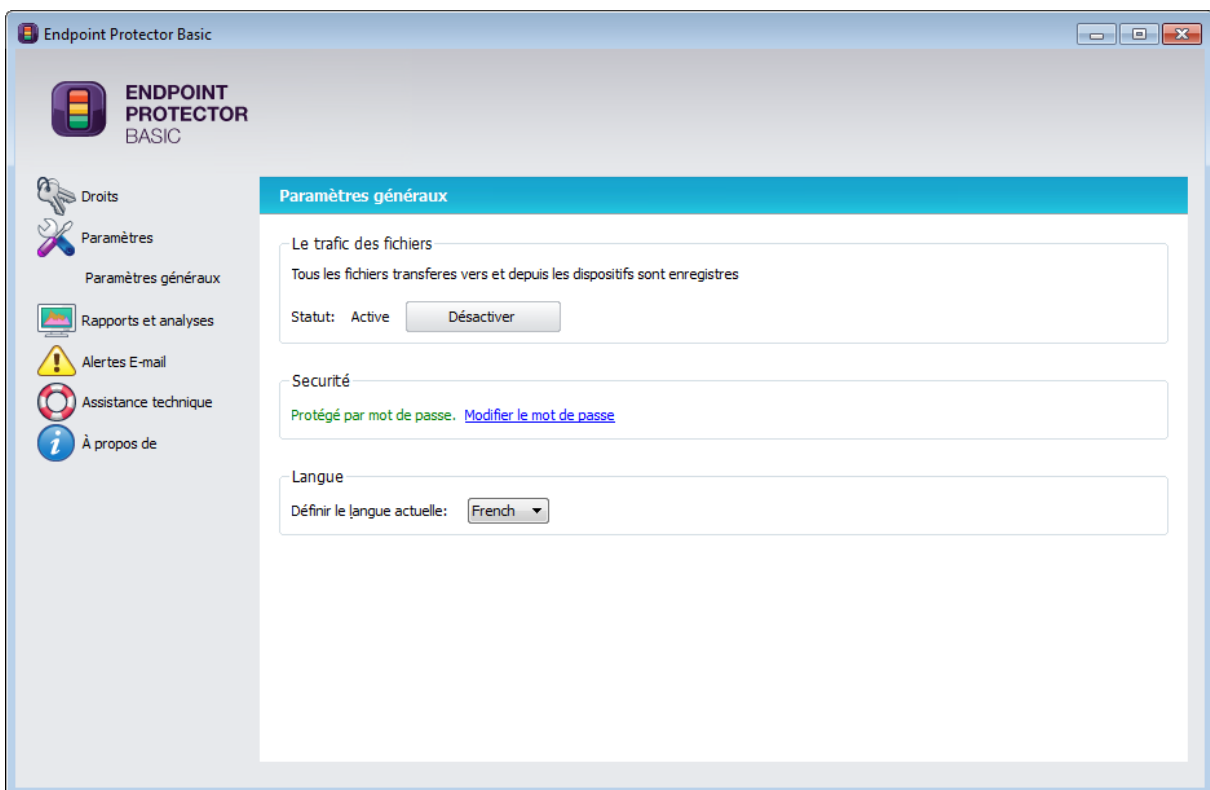 Endpoint Protector Basic
ENDPOINT
PROTECTOR
BASIC
Droits
Paramètres
Paramètres généraux
Rapports et analyses
Alertes E-mail
Assistance technique
À propos de
Paramètres généraux
Le trafic des fichiers
Tous les fichiers transferes vers et depuis les dispositifs sont enregistres
Statut: Active Désactiver
Securité
Protégé par mot de passe. Modifier le mot de passe
Langue
Définir le langue actuelle: French